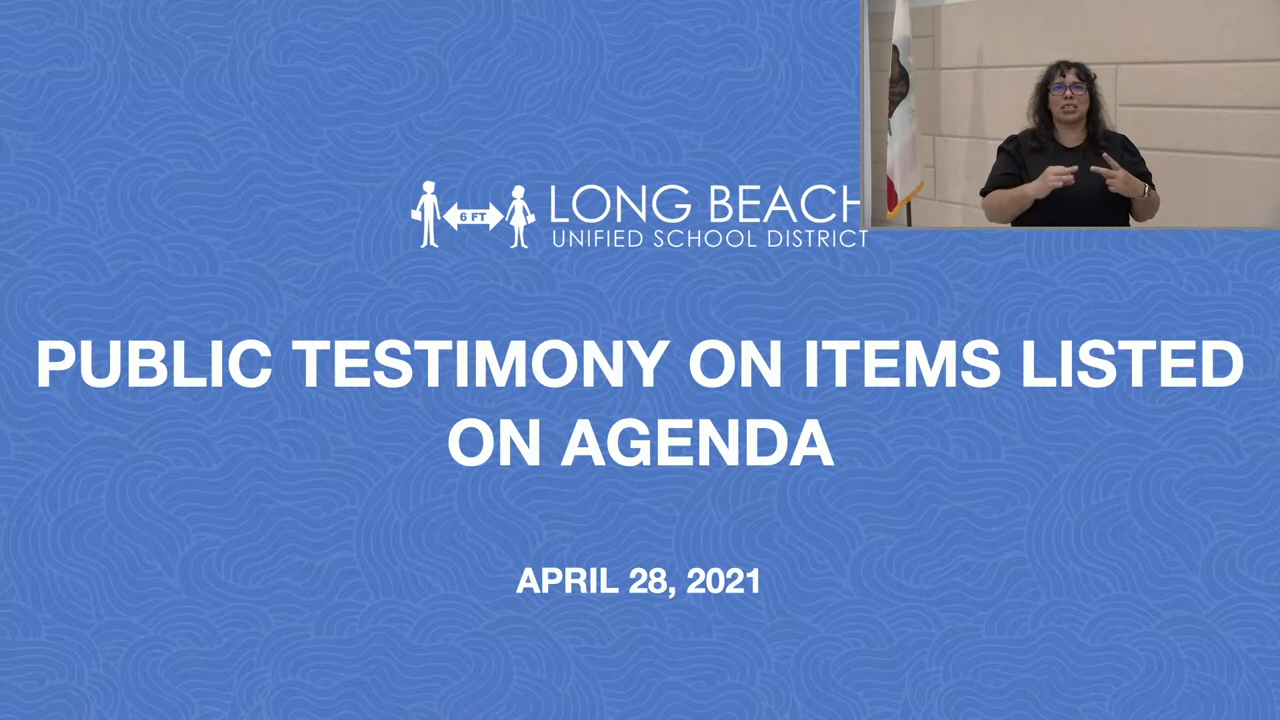 6 FT
LONG BEACH
UNIFIED SCHOOL DISTRICT
PUBLIC TESTIMONY ON ITEMS LISTED
ON AGENDA
APRIL 28, 2021